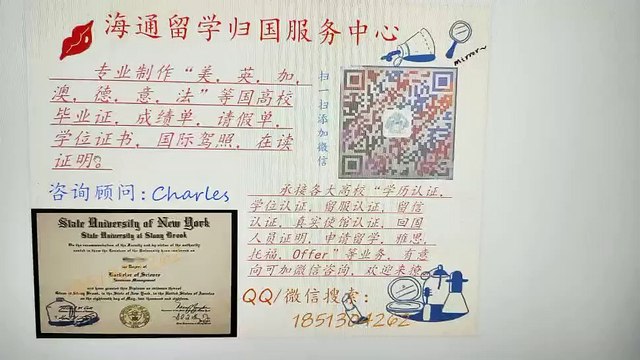 海通留学归国服务中心
mirror~
专业制作“美,英,加,
澳,德,意,法”等国高校
毕业证,成绩单,请假单,
学位证书,国际驾照,在读
证明。
扫一扫添加微信
咨询顾问:Charles
承接各大高校“学历认证,
学位认证,留服认证,留信
认证,真实使馆认证,回国
人员证明,申请留学,雅思,
托福,Offer”等业务,有意
向可加微信咨询,欢迎来撩
State University of New York
State University at Stony Brook
the Degree of
Bachelor of Science
QQ/微信搜索: